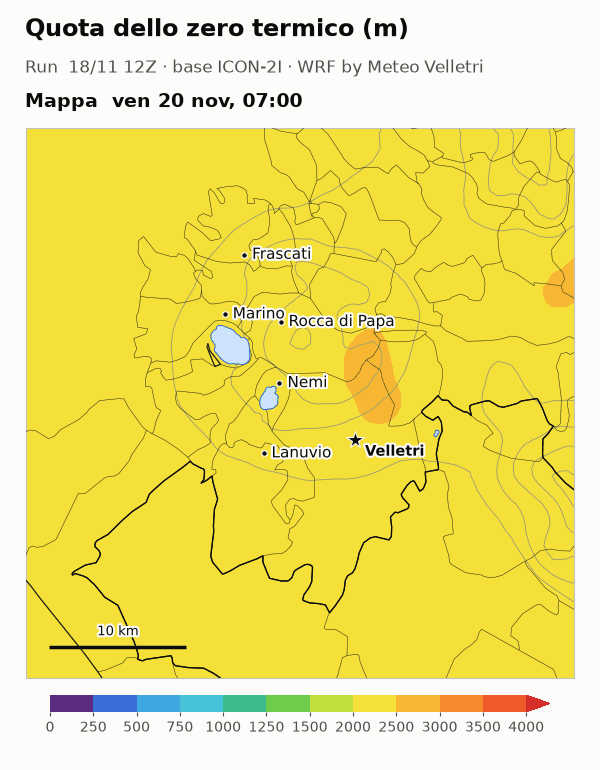 Quota dello zero termico (m)
Run  18/11 12Z · base ICON-2I · WRF by Meteo Velletri
Mappa  ven 20 nov, 07:00
Frascati
Marino
Rocca di Papa
Nemi
Velletri
Lanuvio
10 km
0 250 500 750 1000 1250 1500 2000 2500 3000 3500 4000